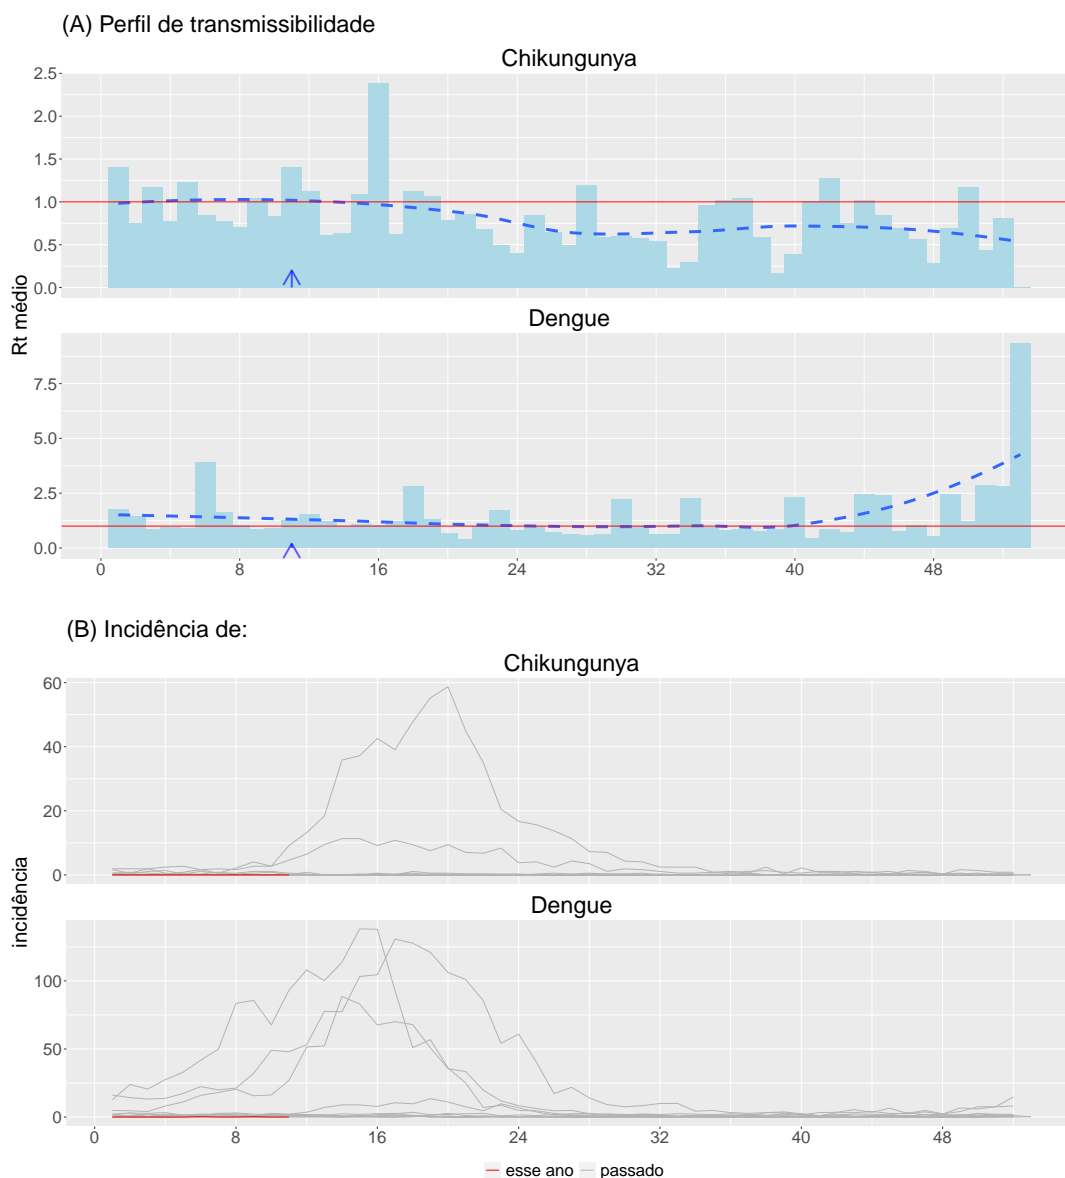 (A) Perfil de transmissibilidade
Chikungunya
2.5
2.0
1.5
1.0
0.5
0.0
Rt médio
Dengue
7.5
5.0
2.5
0.0
0 8 16 24 32 40 48
(B) Incidência de:
Chikungunya
60
40
20
0
incidência
Dengue
100
50
0
0 8 16 24 32 40 48
esse ano passado